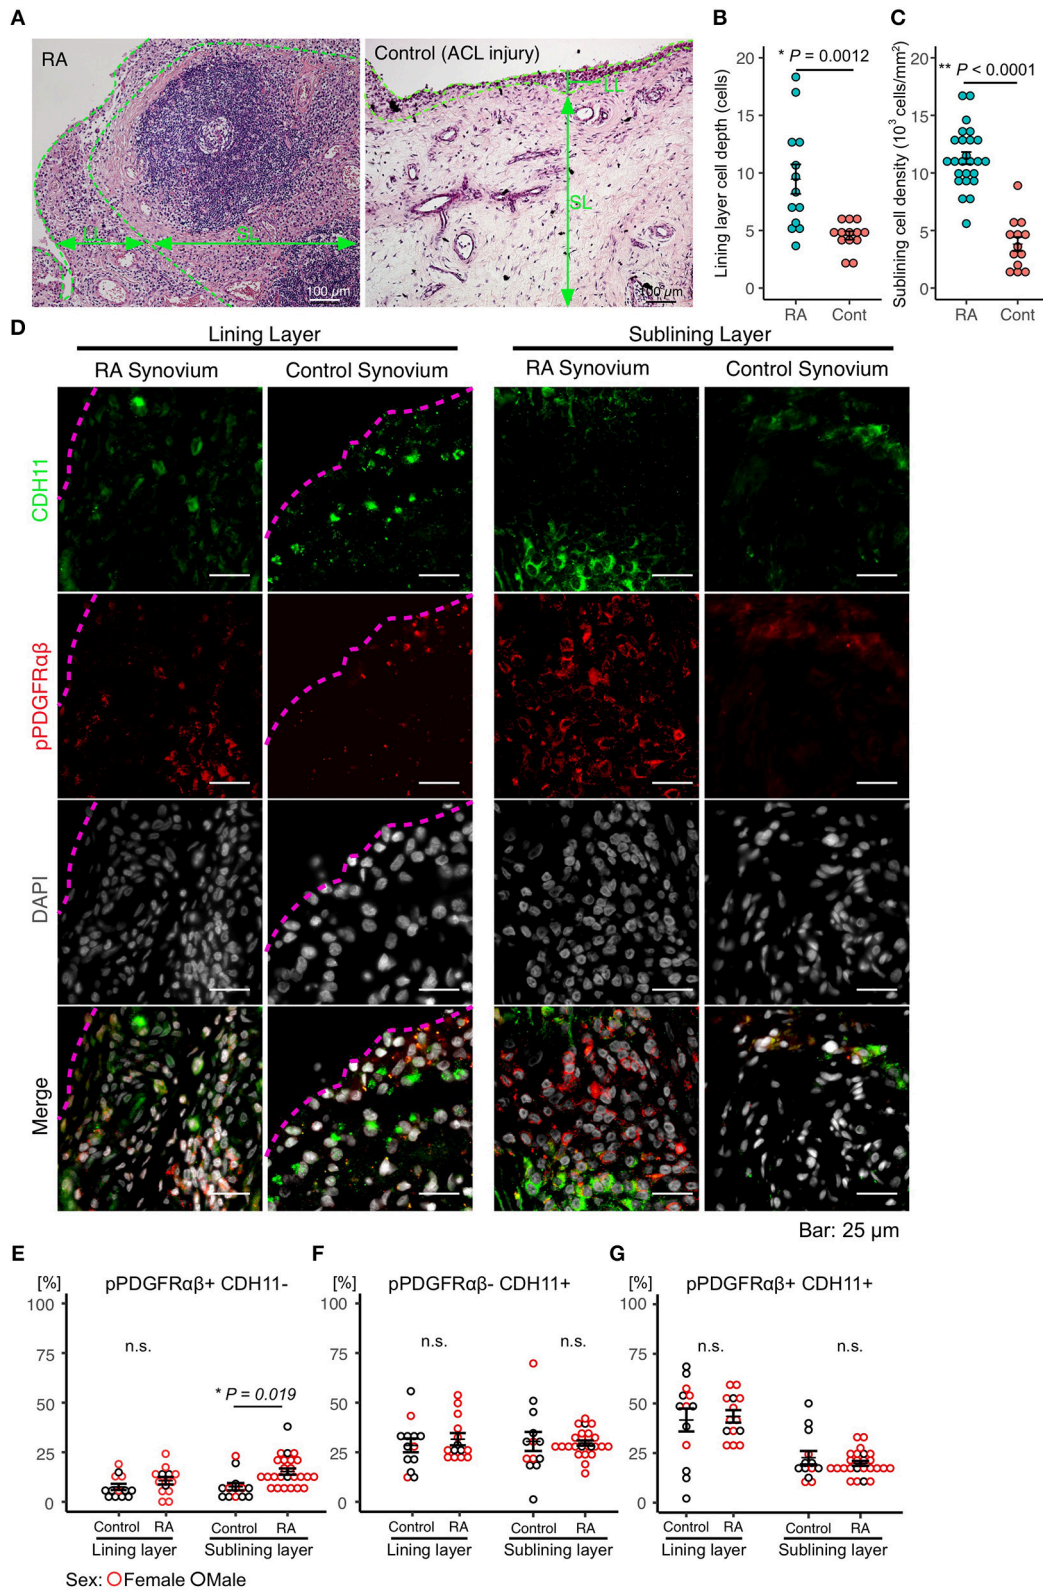 A
B
C
RA
Control (ACL injury)
LL
SL
LL
SL
100 µm
100 µm
Lining layer cell depth (cells)
* P = 0.0012
20
15
10
5
0
RA Cont
Sublining cell density (10³ cells/mm²)
** P < 0.0001
20
15
10
5
0
RA Cont
D
Lining Layer
Sublining Layer
RA Synovium
Control Synovium
RA Synovium
Control Synovium
CDH11
pPDGFRαβ
DAPI
Merge
Bar: 25 µm
E
[%]
pPDGFRαβ+ CDH11-
100
75
50
25
0
n.s.
* P = 0.019
Control RA Control RA
Lining layer Sublining layer
F
[%]
pPDGFRαβ- CDH11+
100
75
50
25
0
n.s.
n.s.
Control RA Control RA
Lining layer Sublining layer
G
[%]
pPDGFRαβ+ CDH11+
100
75
50
25
0
n.s.
n.s.
Control RA Control RA
Lining layer Sublining layer
Sex: Female Male